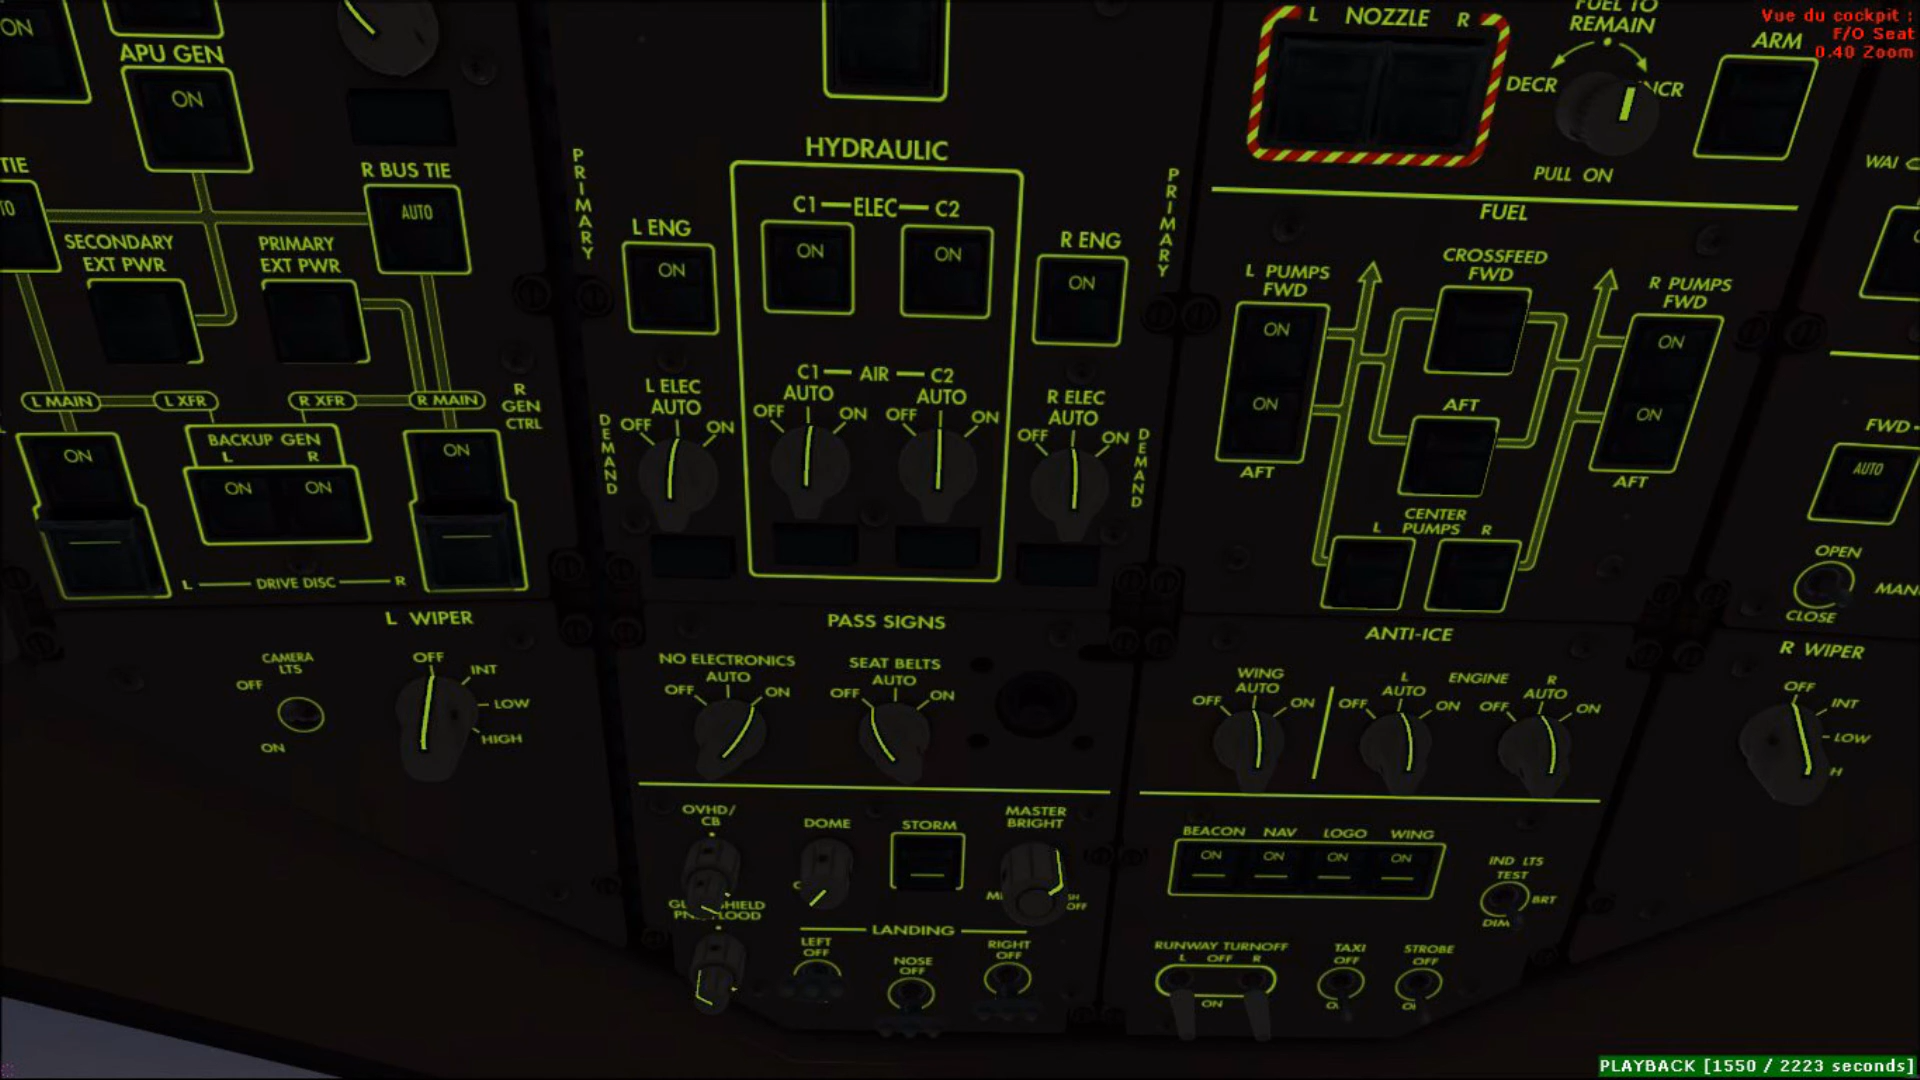 Vue du cockpit :
F/O Seat
0.40 Zoom
ON
APU GEN
ON
R BUS TIE
AUTO
TIE
SECONDARY
EXT PWR
PRIMARY
EXT PWR
L MAIN
L XFR
R XFR
R MAIN
R
GEN
CTRL
ON
BACKUP GEN
L R
ON ON
ON
L DRIVE DISC R
PRIMARY
HYDRAULIC
PRIMARY
C1 ELEC C2
L ENG
ON
ON
ON
R ENG
ON
C1 AIR C2
L ELEC
AUTO
OFF ON
AUTO
OFF ON
AUTO
OFF ON
R ELEC
AUTO
OFF ON
DEMAND
DEMAND
L NOZZLE R
FUEL TO
REMAIN
ARM
DECR
PULL ON
FUEL
L PUMPS
FWD
ON
ON
AFT
CROSSFEED
FWD
AFT
R PUMPS
FWD
ON
ON
AFT
CENTER
L PUMPS R
WAI
FWD
AUTO
OPEN
CLOSE
L WIPER
CAMERA
LTS
OFF
ON
OFF
INT
LOW
HIGH
PASS SIGNS
NO ELECTRONICS
AUTO
OFF ON
SEAT BELTS
AUTO
OFF ON
ANTI-ICE
WING
AUTO
OFF ON
ENGINE
L
AUTO
OFF ON
R
AUTO
OFF ON
R WIPER
OFF
INT
LOW
H
OVHD/
CB
DOME
STORM
MASTER
BRIGHT
OFF
LANDING
LEFT
OFF
NOSE
OFF
RIGHT
OFF
BEACON NAV LOGO WING
ON ON ON ON
IND LTS
TEST
BRT
DIM
RUNWAY TURNOFF
L OFF R
ON
TAXI
OFF
STROBE
OFF
PLAYBACK [1550 / 2223 seconds]